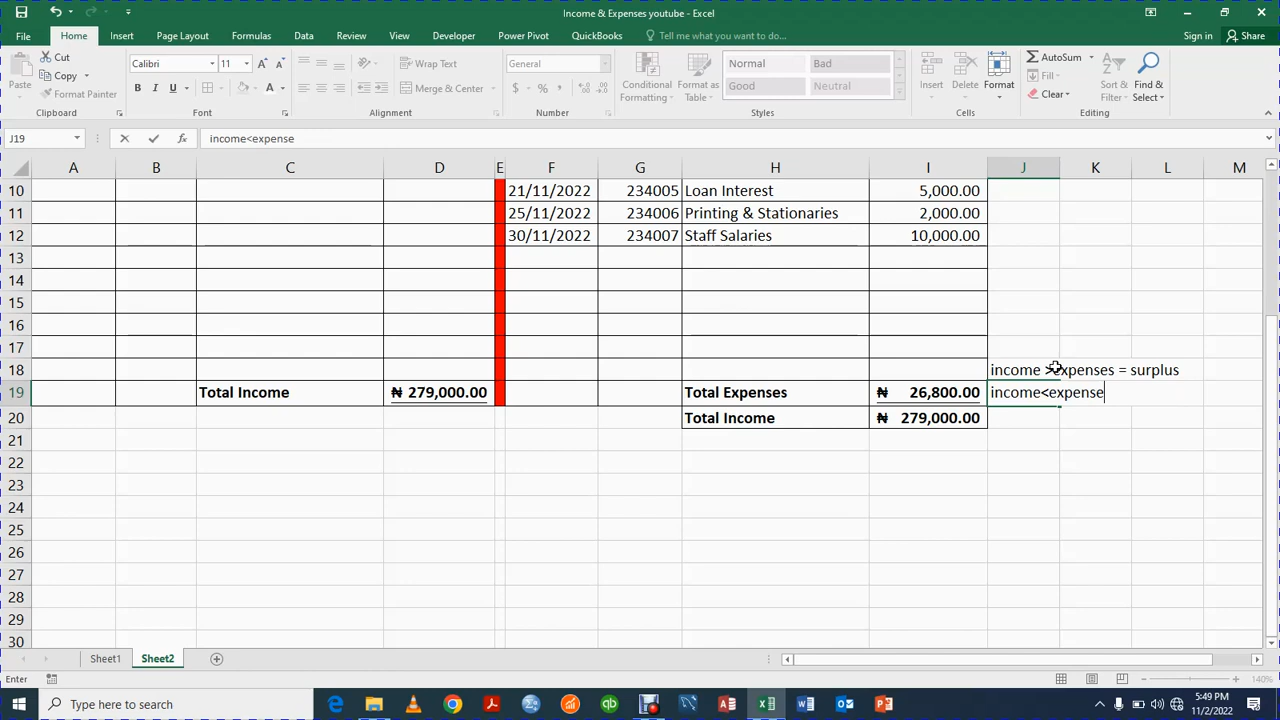 Income & Expenses youtube - Excel
File Home Insert Page Layout Formulas Data Review View Developer Power Pivot QuickBooks Tell me what you want to do... Sign in Share
Paste Cut Copy Format Painter
Clipboard
Calibri 11 A A
B I U A
Font
Wrap Text
Merge & Center
Alignment
General
$ % ,
Number
Conditional Formatting Format as Table
Normal Bad
Good Neutral
Styles
Insert Delete Format
Cells
AutoSum Fill Clear
Sort & Filter Find & Select
Editing
J19 fx income<expense
A B C D E F G H I J K L M
10 21/11/2022 234005 Loan Interest 5,000.00
11 25/11/2022 234006 Printing & Stationaries 2,000.00
12 30/11/2022 234007 Staff Salaries 10,000.00
13
14
15
16
17
18 income >expenses = surplus
19 Total Income ₦ 279,000.00 Total Expenses ₦ 26,800.00 income<expense
20 Total Income ₦ 279,000.00
21
22
23
24
25
26
27
28
29
30
Sheet1 Sheet2
Enter 140%
Type here to search
5:49 PM
11/2/2022